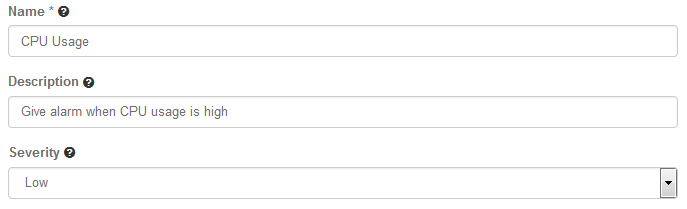 Name * ?
CPU Usage
Description ?
Give alarm when CPU usage is high
Severity ?
Low